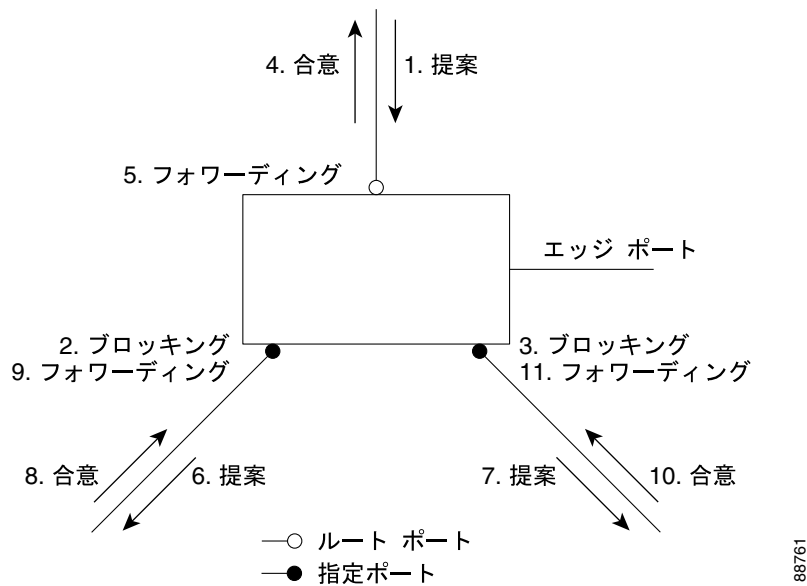 4. 合意
1. 提案
5. フォワーディング
エッジ ポート
2. ブロッキング
9. フォワーディング
3. ブロッキング
11. フォワーディング
8. 合意
6. 提案
7. 提案
10. 合意
ルート ポート
指定ポート
88761